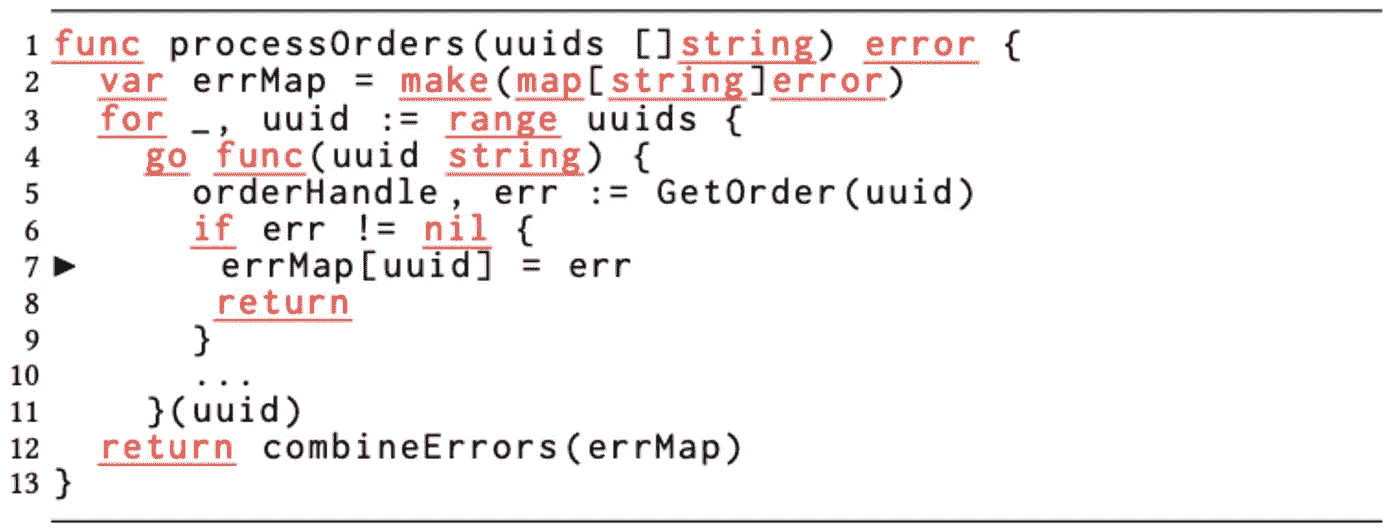 1 func processOrders(uuids []string) error {
2 var errMap = make(map[string]error)
3 for _, uuid := range uuids {
4 go func(uuid string) {
5 orderHandle, err := GetOrder(uuid)
6 if err != nil {
7 ► errMap[uuid] = err
8 return
9 }
10 ...
11 }(uuid)
12 return combineErrors(errMap)
13 }